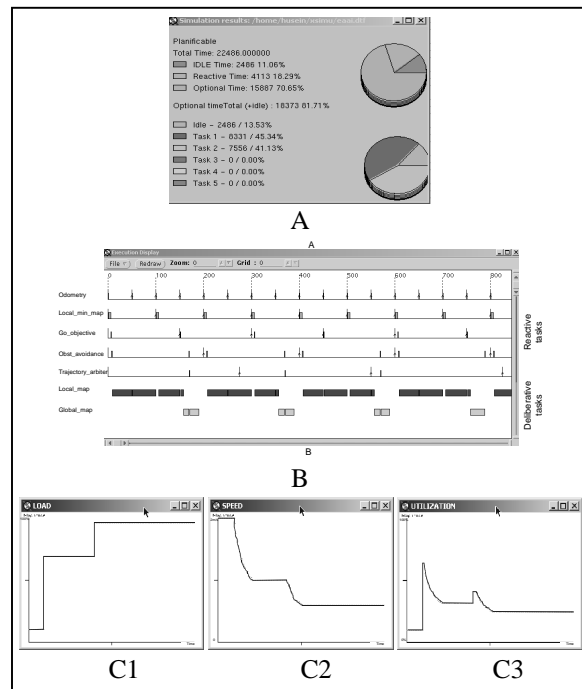 Simulation results: /home/husein/
Planificable
Total Time: 22486.000000
IDLE Time: 2486 11.06%
Reactive Time: 4113 18.29%
Optional Time: 15887 70.65%
Optional timeTotal (+idle) : 18373 81.71%
Idle - 2486 / 13.53%
Task 1 - 8331 / 45.34%
Task 2 - 7556 / 41.13%
Task 3 - 0 / 0.00%
Task 4 - 0 / 0.00%
Task 5 - 0 / 0.00%
A
A
Execution Display
File Redraw Zoom: 0 Grid : 0
0 100 200 300 400 500 600 700 800
Odometry
Local_min_map
Go_objective
Obst_avoidance
Trajectory_arbiter
Reactive tasks
Local_map
Global_map
Deliberative tasks
B
B
LOAD
100%
Time
SPEED
0
Time
UTILIZATION
100%
0%
Time
C1 C2 C3